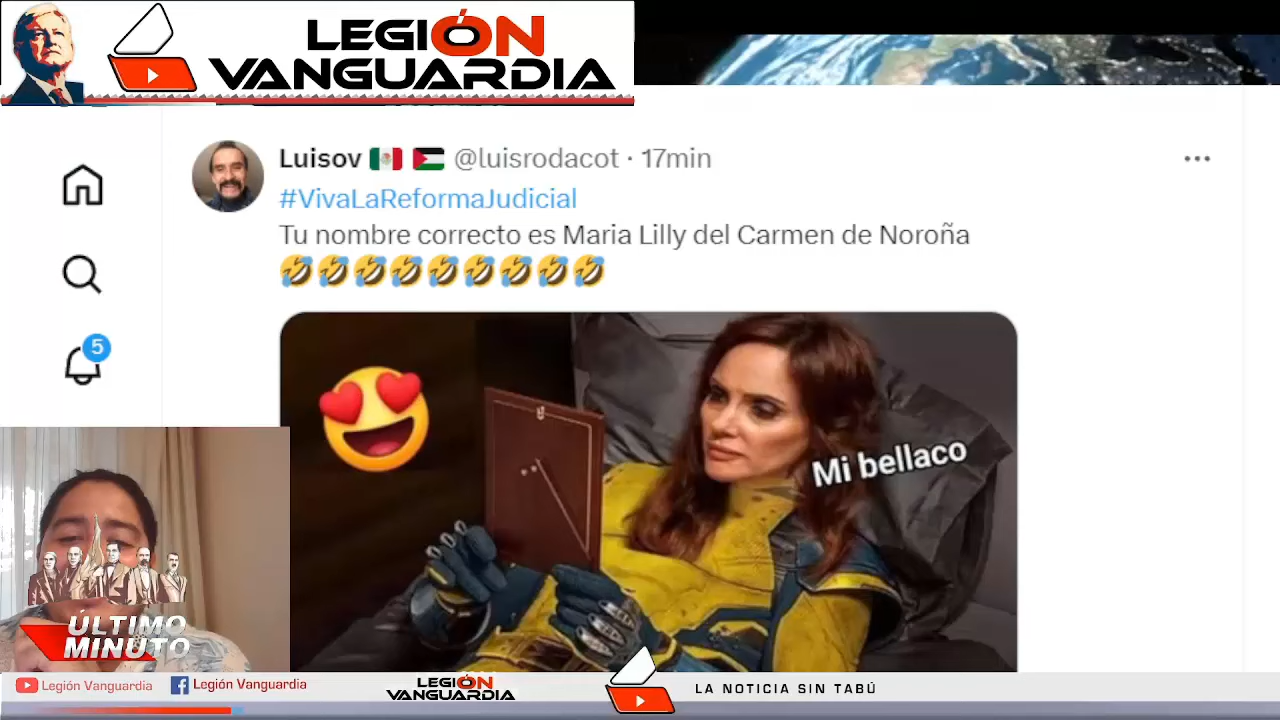 LEGIÓN
VANGUARDIA
Luisov @luisrodacot · 17min
#VivaLaReformaJudicial
Tu nombre correcto es Maria Lilly del Carmen de Noroña
5
Mi bellaco
ÚLTIMO
MINUTO
Legión Vanguardia
Legión Vanguardia
LEGIÓN
VANGUARDIA
LA NOTICIA SIN TABÚ